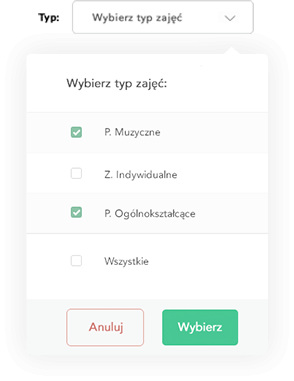 Typ: Wybierz typ zajęć
Wybierz typ zajęć:
P. Muzyczne
Z. Indywidualne
P. Ogólnokształcące
Wszystkie
Anuluj Wybierz